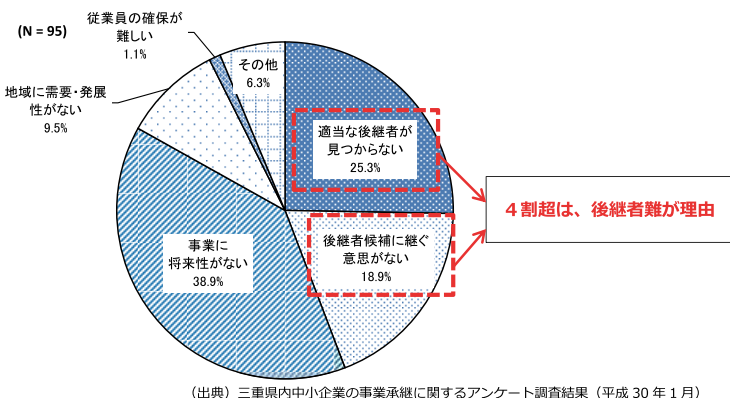 (N = 95)
従業員の確保が
難しい
1.1%
その他
6.3%
地域に需要・発展
性がない
9.5%
適当な後継者が
見つからない
25.3%
４割超は、後継者難が理由
後継者候補に継ぐ
意思がない
18.9%
事業に
将来性がない
38.9%
（出典）三重県内中小企業の事業承継に関するアンケート調査結果（平成 30 年 1 月）